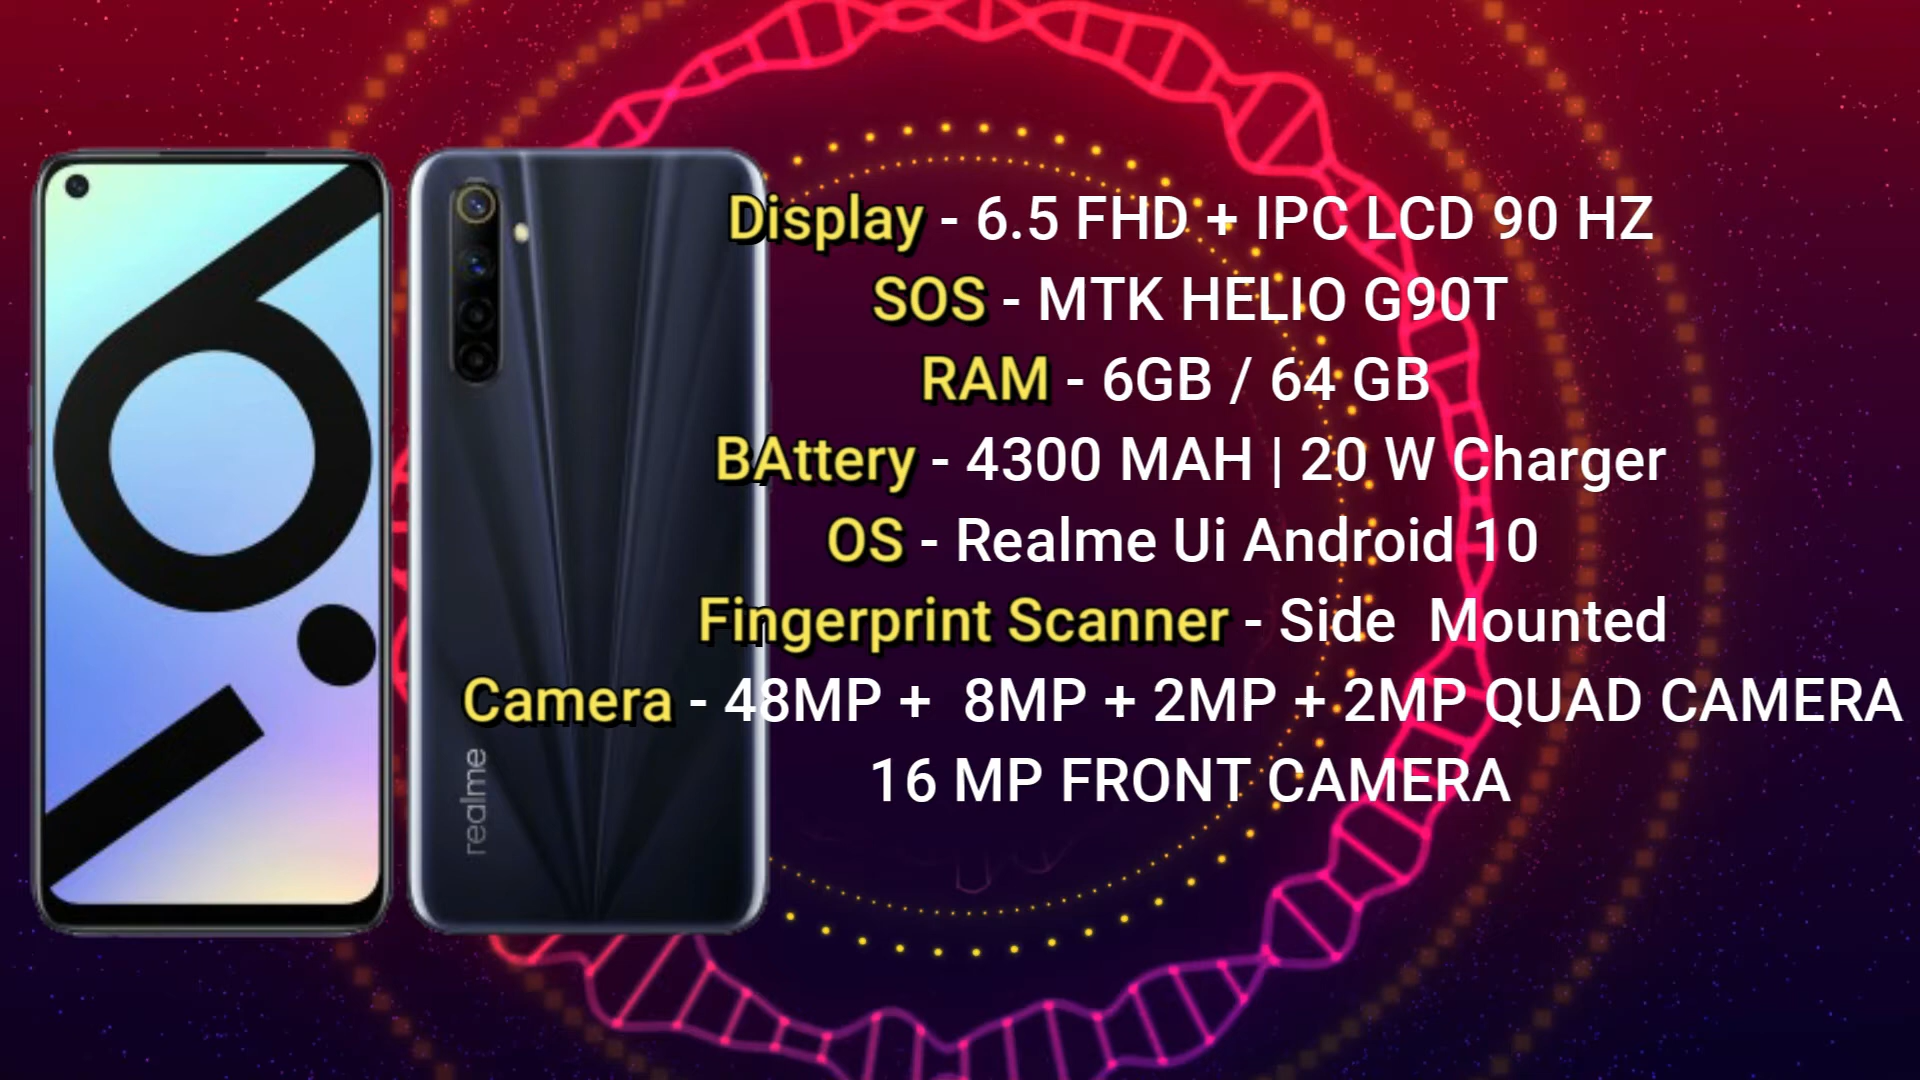 Display - 6.5 FHD + IPC LCD 90 HZ
SOS - MTK HELIO G90T
RAM - 6GB / 64 GB
BAttery - 4300 MAH | 20 W Charger
OS - Realme Ui Android 10
Fingerprint Scanner - Side  Mounted
Camera - 48MP +  8MP + 2MP + 2MP QUAD CAMERA
16 MP FRONT CAMERA
realme